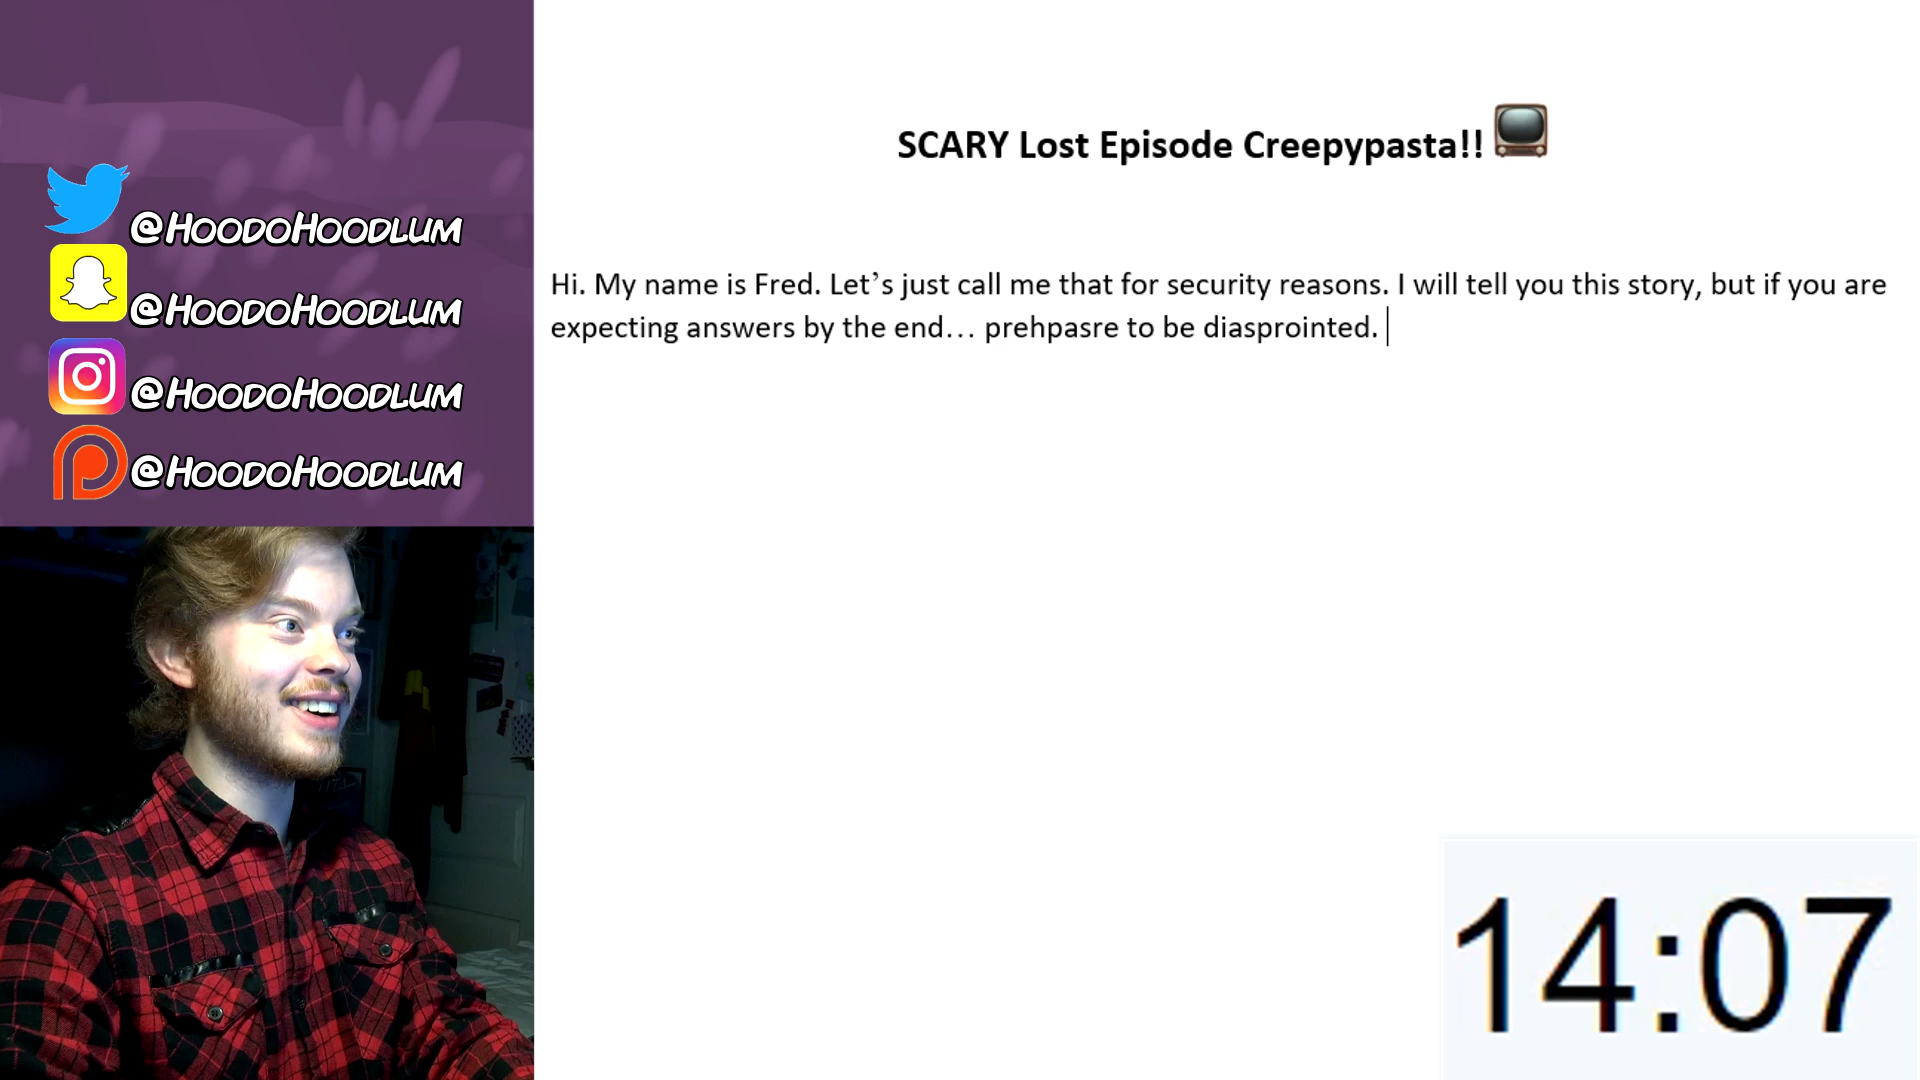 @HOODOHOODLUM
@HOODOHOODLUM
@HOODOHOODLUM
@HOODOHOODLUM
SCARY Lost Episode Creepypasta!!
Hi. My name is Fred. Let’s just call me that for security reasons. I will tell you this story, but if you are
expecting answers by the end… prehpasre to be diasprointed.
14:07